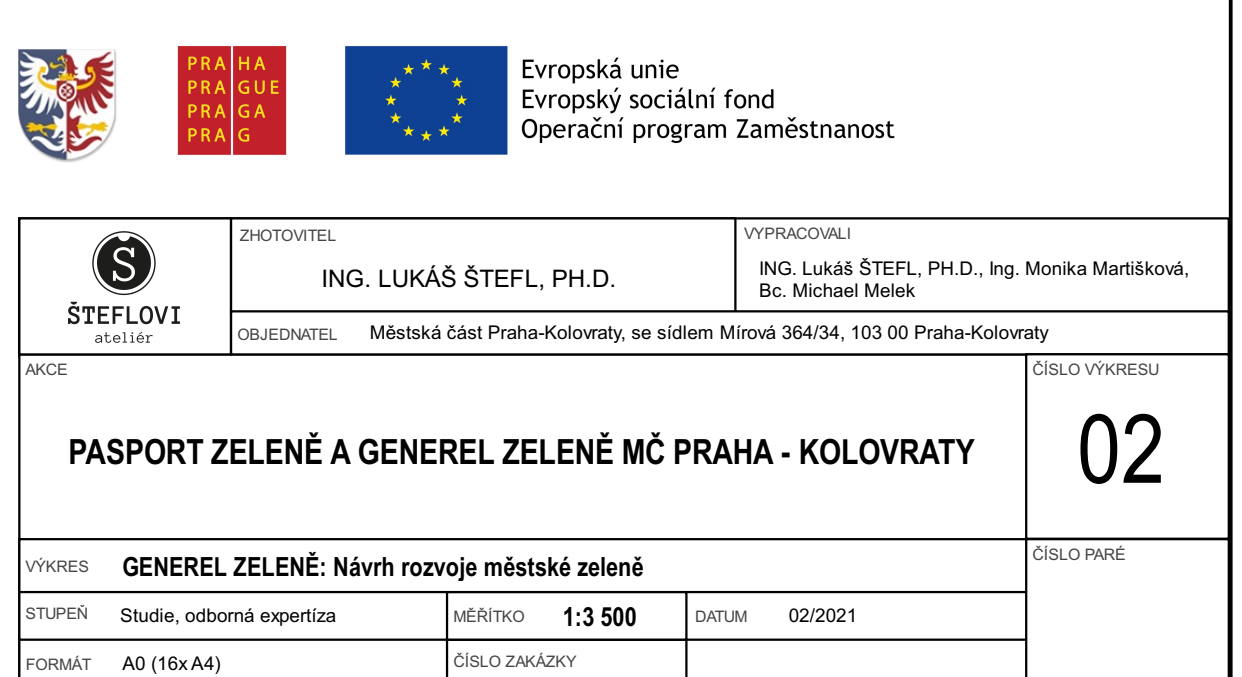 PRA HA
PRA GUE
PRA GA
PRA G
Evropská unie
Evropský sociální fond
Operační program Zaměstnanost
Š
ŠTEFLOVI
ateliér
ZHOTOVITEL
ING. LUKÁŠ ŠTEFL, PH.D.
VYPRACOVALI
ING. Lukáš ŠTEFL, PH.D., Ing. Monika Martišková,
Bc. Michael Melek
OBJEDNATEL Městská část Praha-Kolovraty, se sídlem Mírová 364/34, 103 00 Praha-Kolovraty
AKCE
PASPORT ZELENĚ A GENEREL ZELENĚ MČ PRAHA - KOLOVRATY
ČÍSLO VÝKRESU
02
VÝKRES GENEREL ZELENĚ: Návrh rozvoje městské zeleně
ČÍSLO PARÉ
STUPEŇ Studie, odborná expertíza
MĚŘÍTKO 1:3 500
DATUM 02/2021
FORMÁT A0 (16x A4)
ČÍSLO ZAKÁZKY